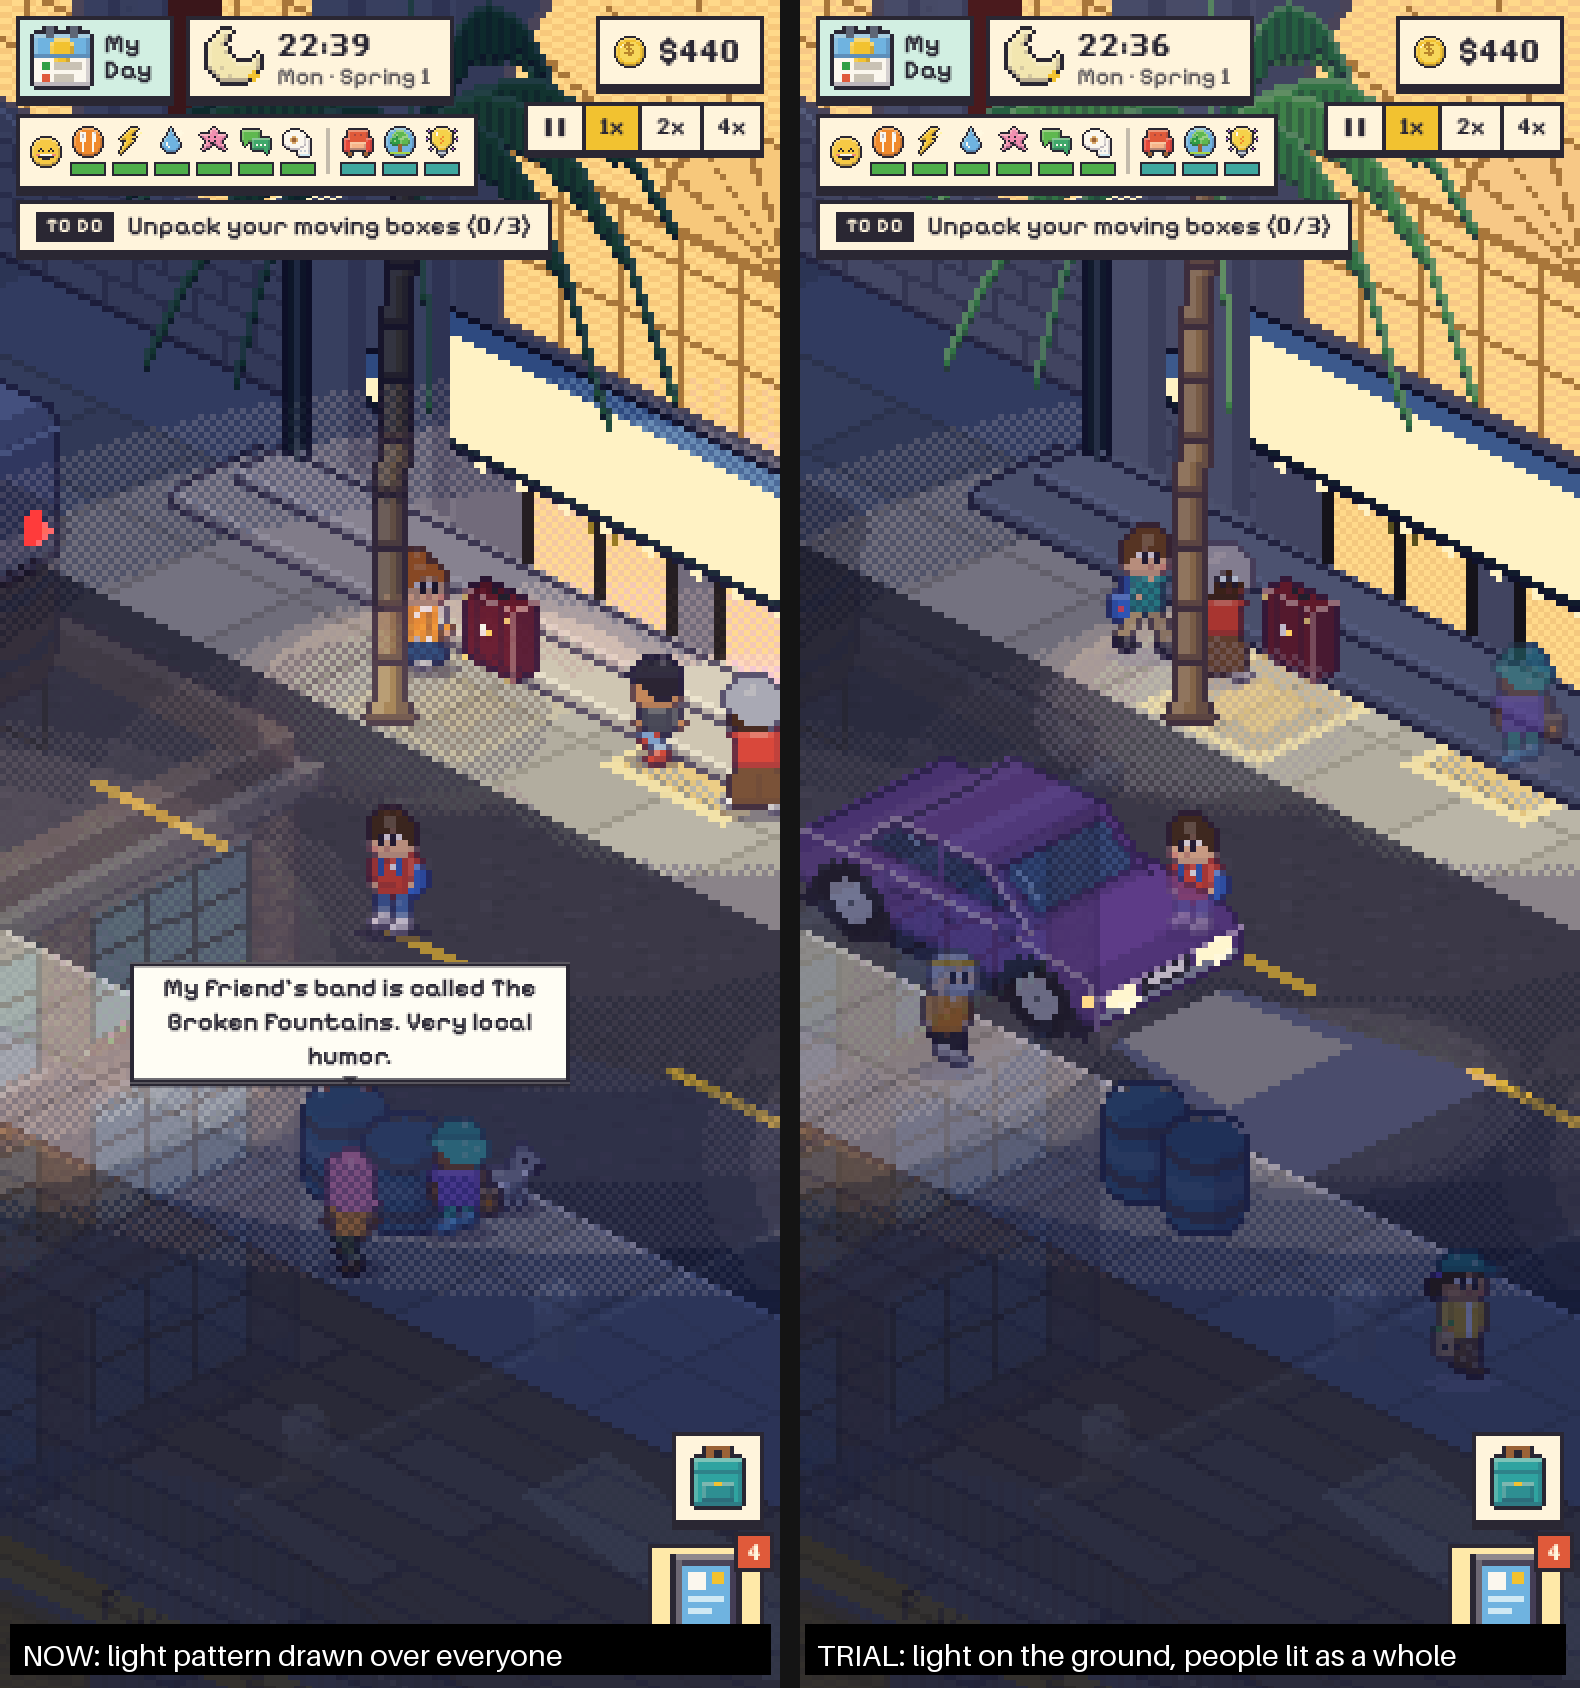 My
Day
22:39
Mon · Spring 1
$440
1x
2x
4x
TO DO
Unpack your moving boxes (0/3)
My friend's band is called The
Broken Fountains. Very local
humor.
4
NOW: light pattern drawn over everyone
My
Day
22:36
Mon · Spring 1
$440
1x
2x
4x
TO DO
Unpack your moving boxes (0/3)
4
TRIAL: light on the ground, people lit as a whole